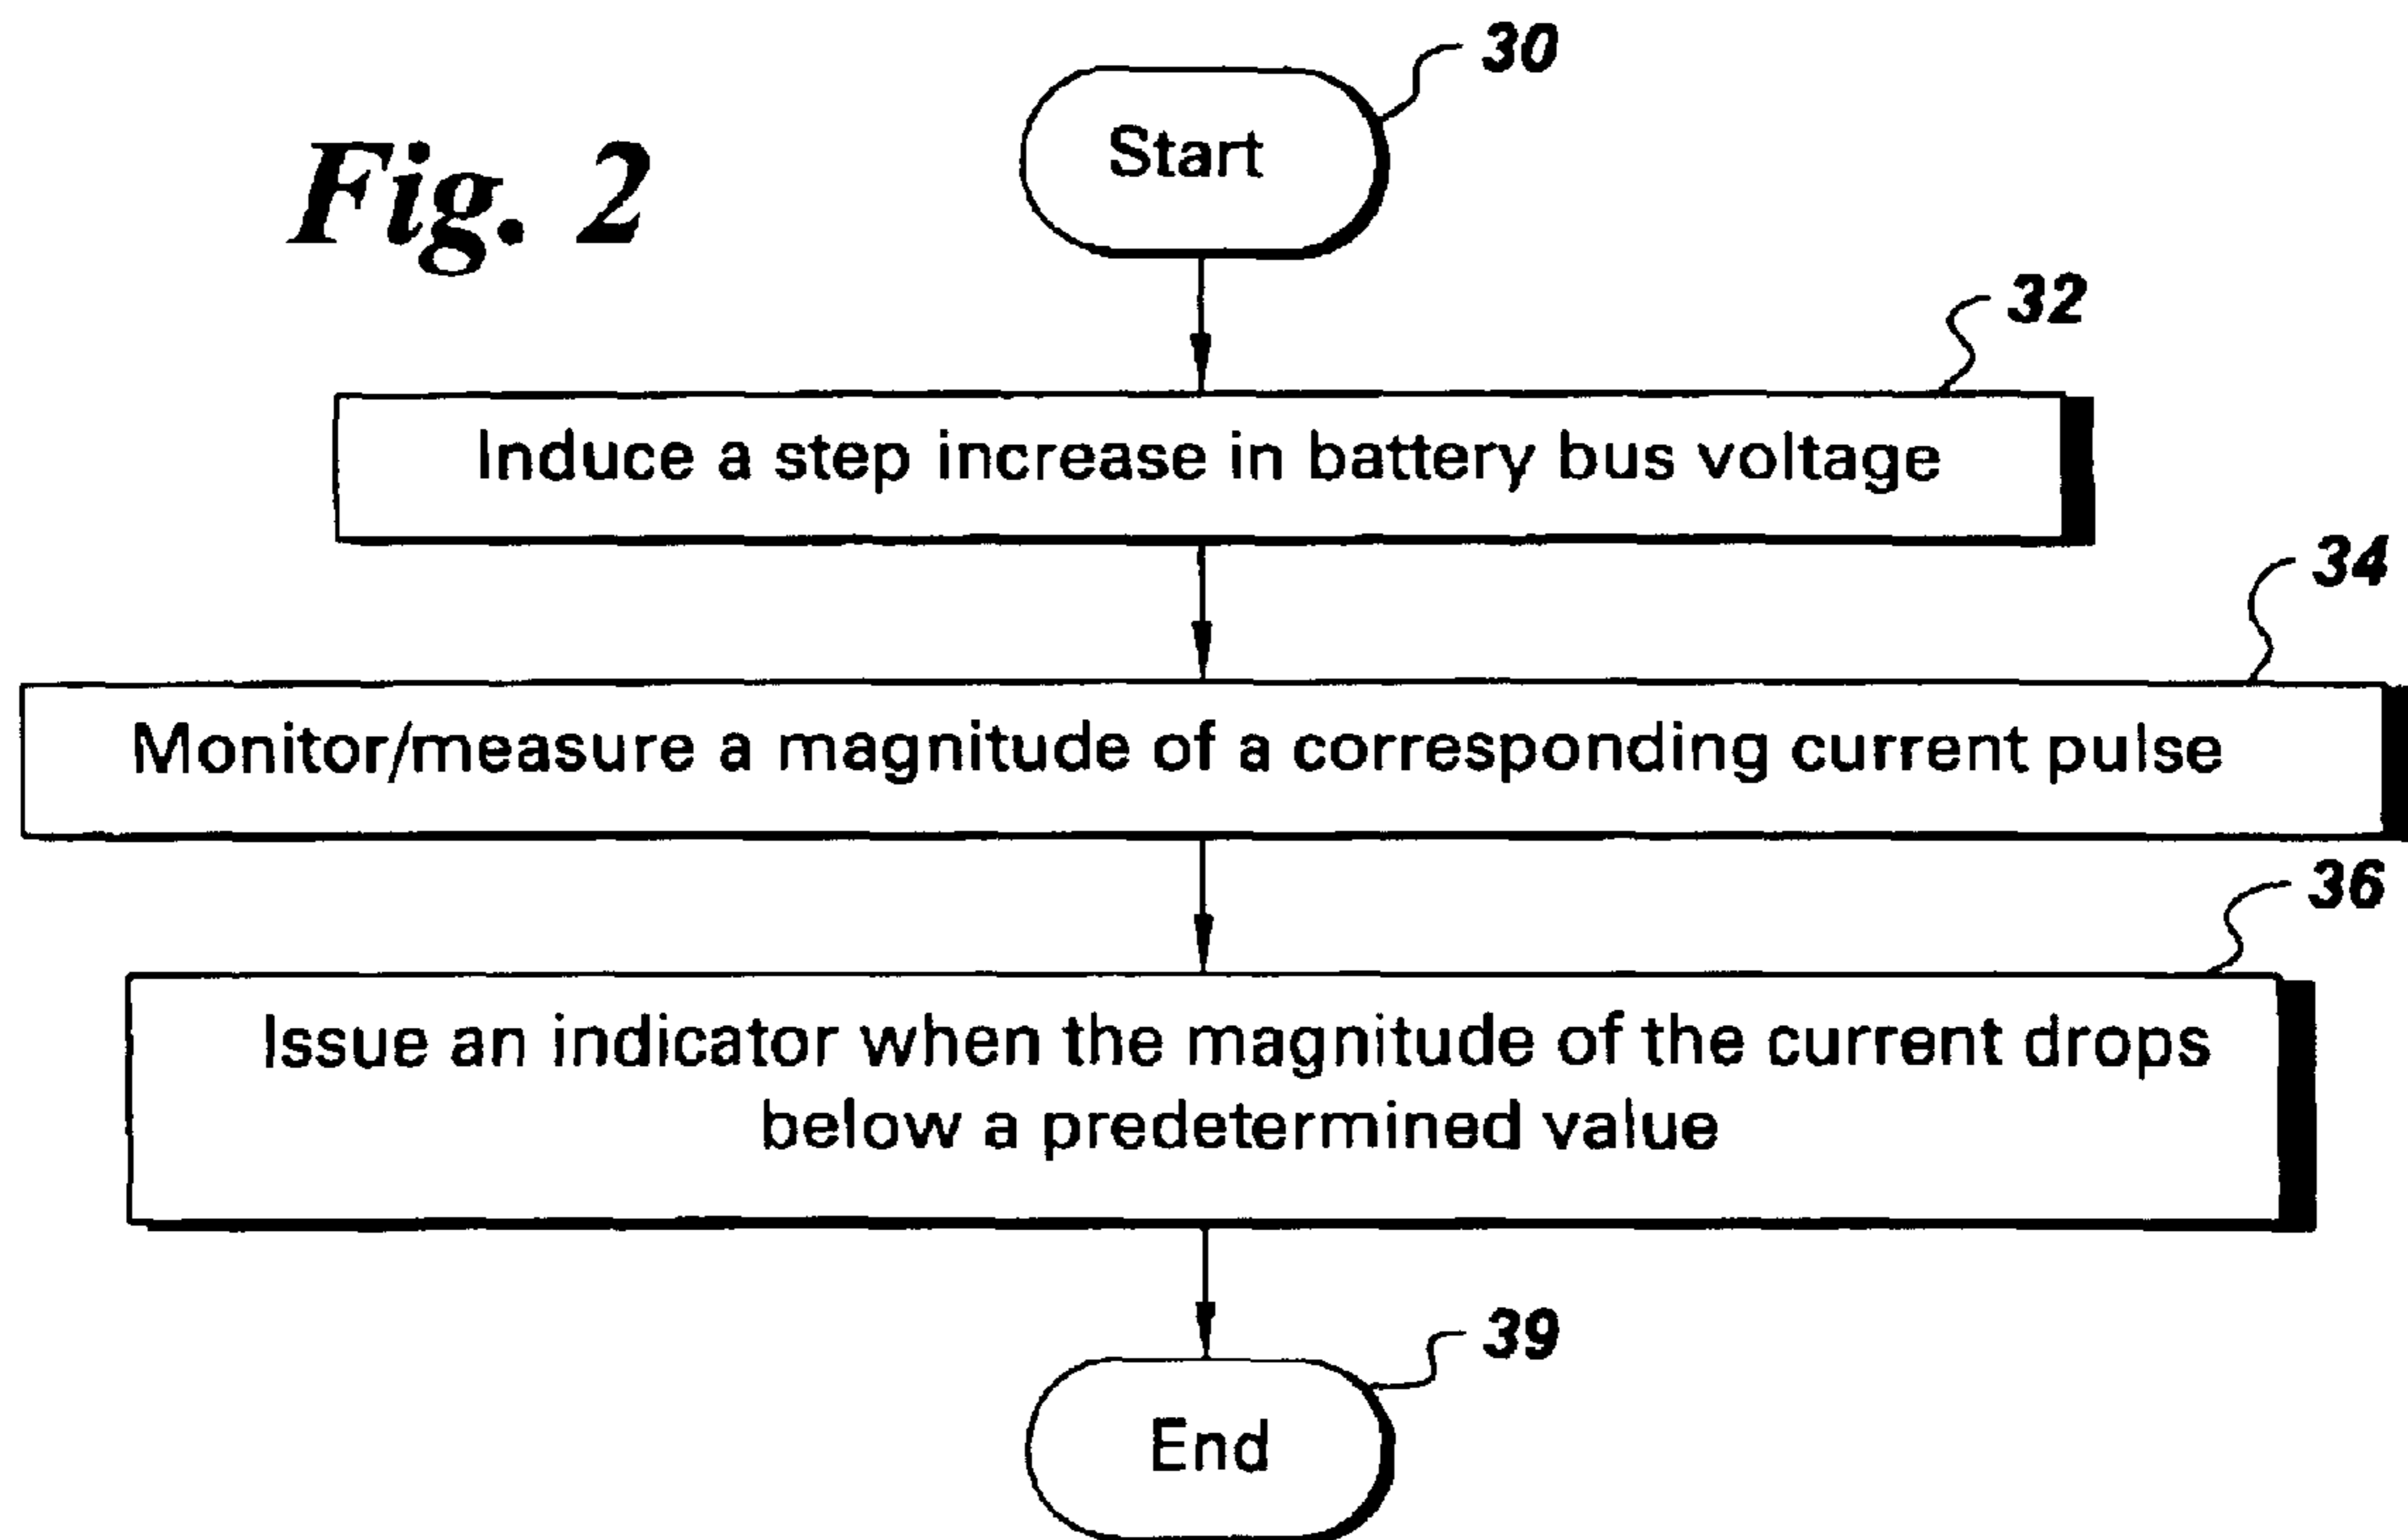 Fig. 2
30
Start
32
Induce a step increase in battery bus voltage
34
Monitor/measure a magnitude of a corresponding current pulse
36
Issue an indicator when the magnitude of the current drops
below a predetermined value
39
End